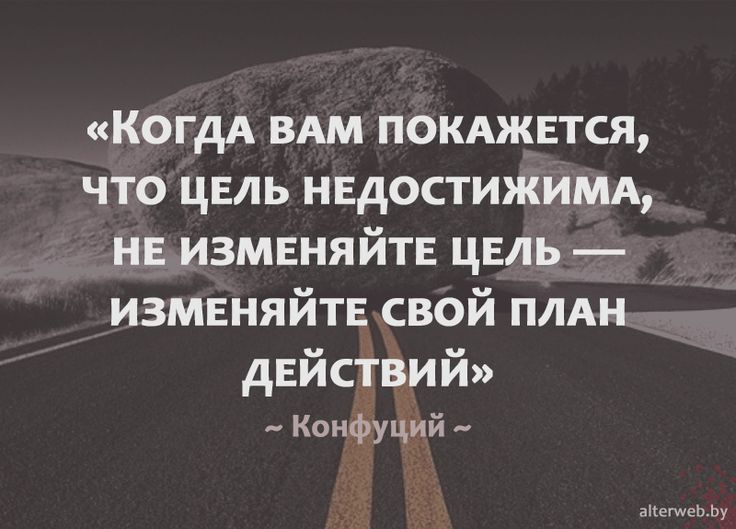 «Когда вам покажется,
что цель недостижима,
не изменяйте цель —
изменяйте свой план
действий»
~ Конфуций ~
alterweb.by